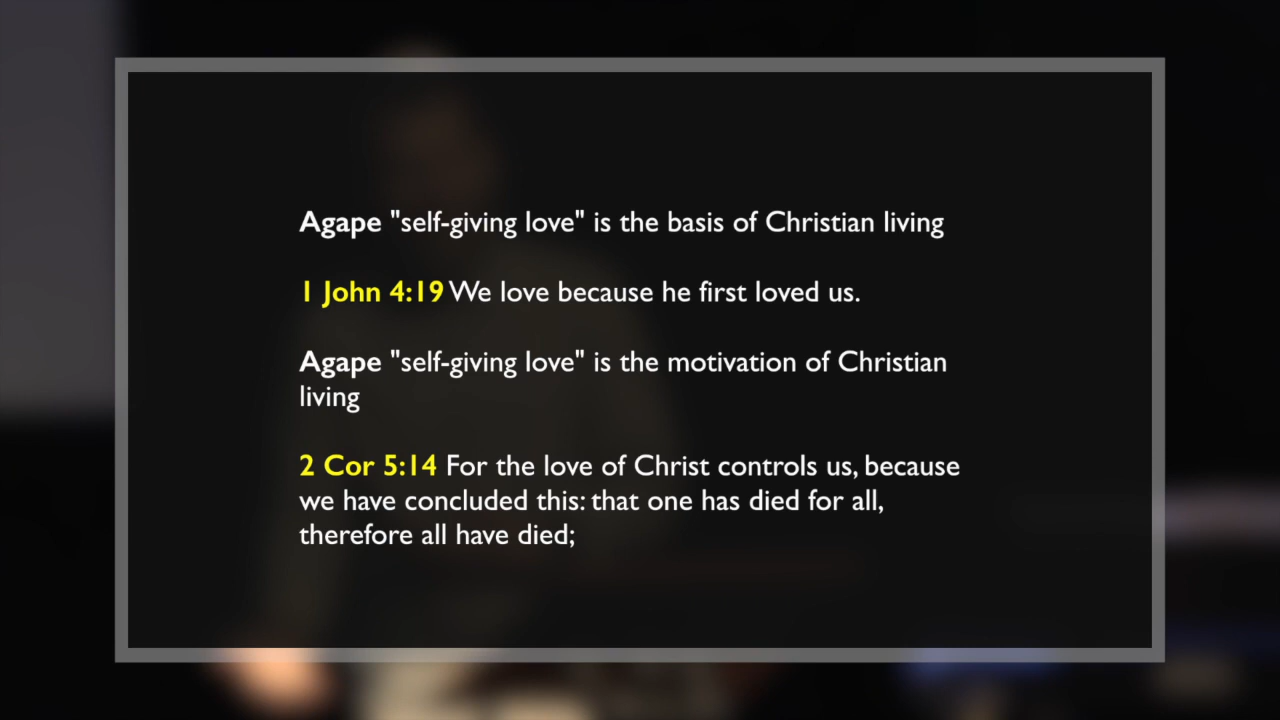 Agape "self-giving love" is the basis of Christian living
1 John 4:19 We love because he first loved us.
Agape "self-giving love" is the motivation of Christian
living
2 Cor 5:14 For the love of Christ controls us, because
we have concluded this: that one has died for all,
therefore all have died;